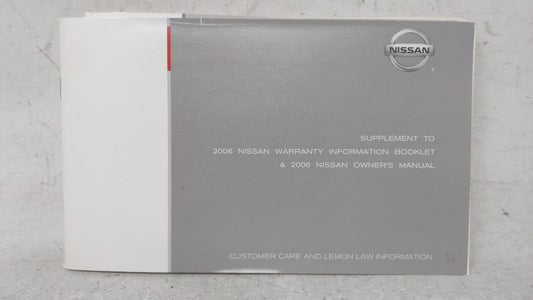 NISSAN
SUPPLEMENT TO
2006 NISSAN WARRANTY INFORMATION BOOKLET
& 2006 NISSAN OWNER'S MANUAL
CUSTOMER CARE AND LEMON LAW INFORMATION